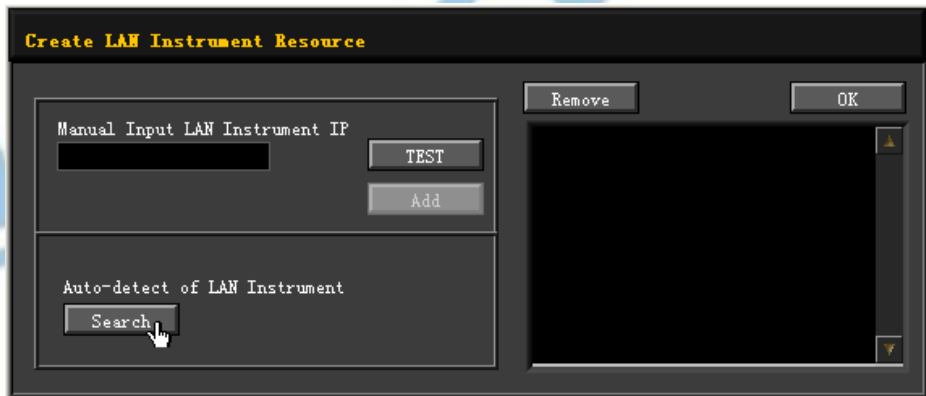 Create LAN Instrument Resource
Manual Input LAN Instrument IP
TEST
Add
Auto-detect of LAN Instrument
Search
Remove
OK